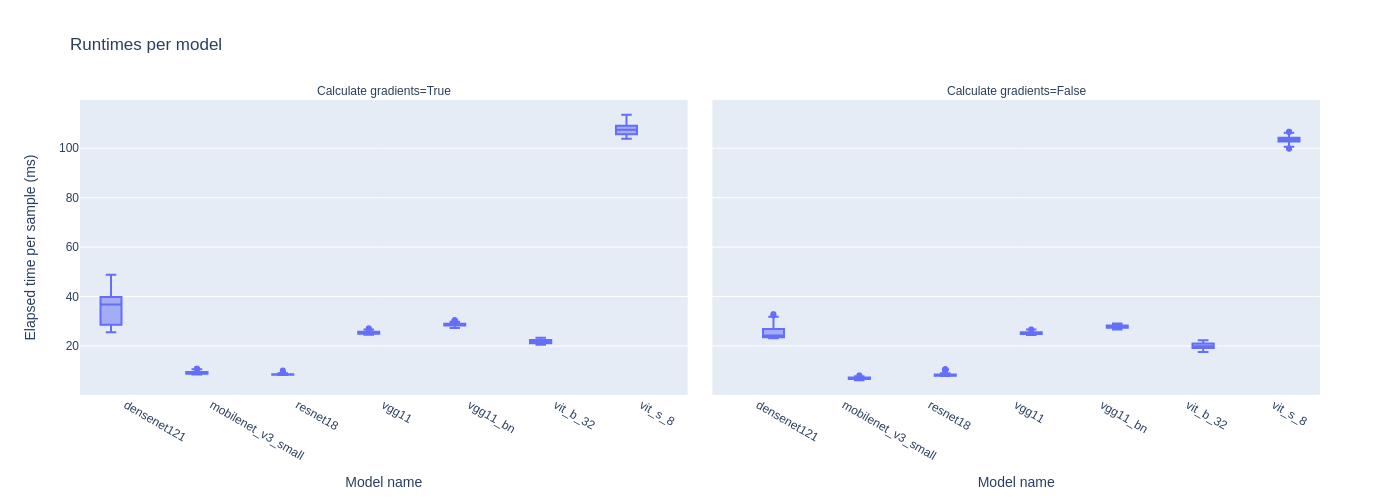 Runtimes per model
Calculate gradients=True
Calculate gradients=False
Elapsed time per sample (ms)
100
80
60
40
20
densenet121
mobilenet_v3_small
resnet18
vgg11
vgg11_bn
vit_b_32
vit_s_8
densenet121
mobilenet_v3_small
resnet18
vgg11
vgg11_bn
vit_b_32
vit_s_8
Model name
Model name